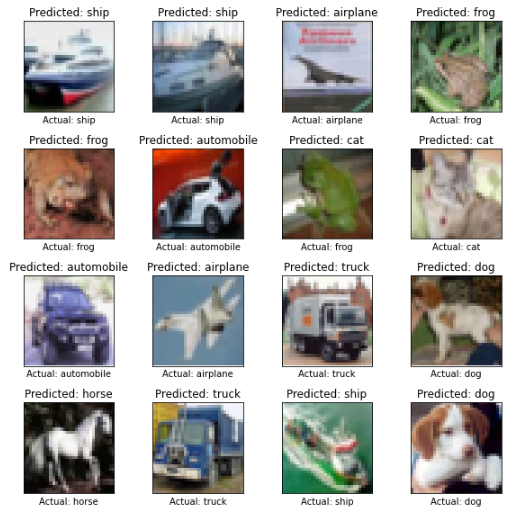 Predicted: ship
Predicted: ship
Predicted: airplane
Predicted: frog
Actual: ship
Actual: ship
Actual: airplane
Actual: frog
Predicted: frog
Predicted: automobile
Predicted: cat
Predicted: cat
Actual: frog
Actual: automobile
Actual: frog
Actual: cat
Predicted: automobile
Predicted: airplane
Predicted: truck
Predicted: dog
Actual: automobile
Actual: airplane
Actual: truck
Actual: dog
Predicted: horse
Predicted: truck
Predicted: ship
Predicted: dog
Actual: horse
Actual: truck
Actual: ship
Actual: dog